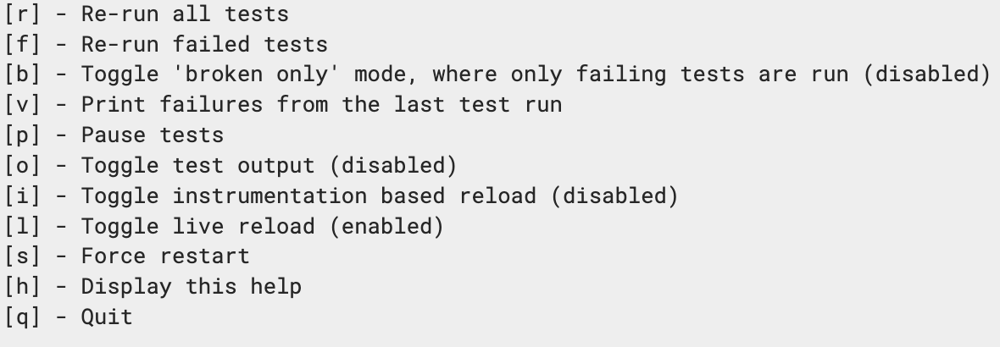 [r] - Re-run all tests
[f] - Re-run failed tests
[b] - Toggle 'broken only' mode, where only failing tests are run (disabled)
[v] - Print failures from the last test run
[p] - Pause tests
[o] - Toggle test output (disabled)
[i] - Toggle instrumentation based reload (disabled)
[l] - Toggle live reload (enabled)
[s] - Force restart
[h] - Display this help
[q] - Quit